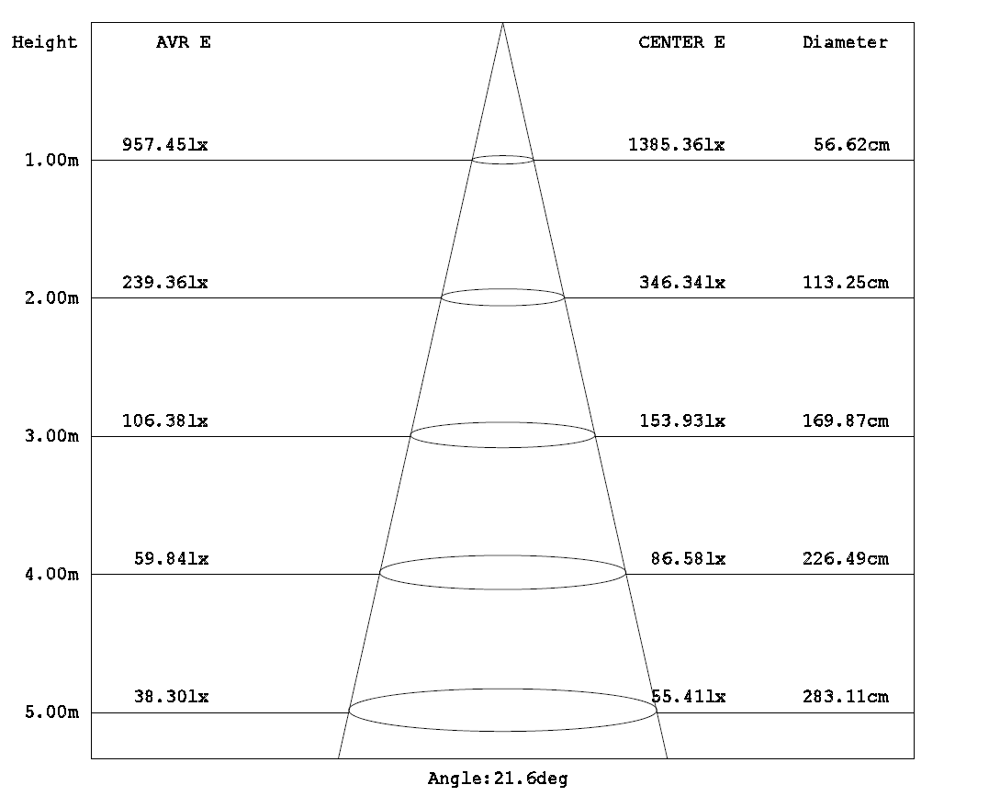 Height AVR E CENTER E Diameter
957.45lx 1385.36lx 56.62cm
1.00m
239.36lx 346.34lx 113.25cm
2.00m
106.38lx 153.93lx 169.87cm
3.00m
59.84lx 86.58lx 226.49cm
4.00m
38.30lx 55.41lx 283.11cm
5.00m
Angle:21.6deg